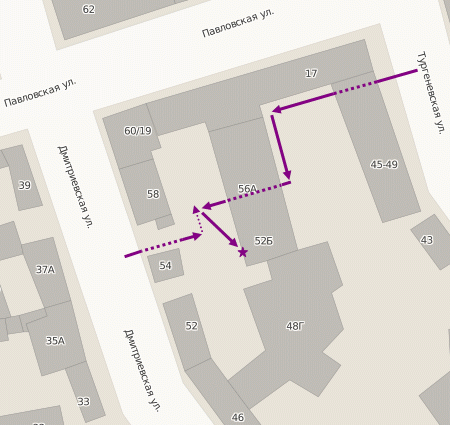 62
Павловская ул.
Павловская ул.
17
Тургеневская ул.
60/19
Дмитриевская ул.
45-49
39
58
56А
52Б
43
54
37А
52
48Г
35А
Дмитриевская ул.
33
46